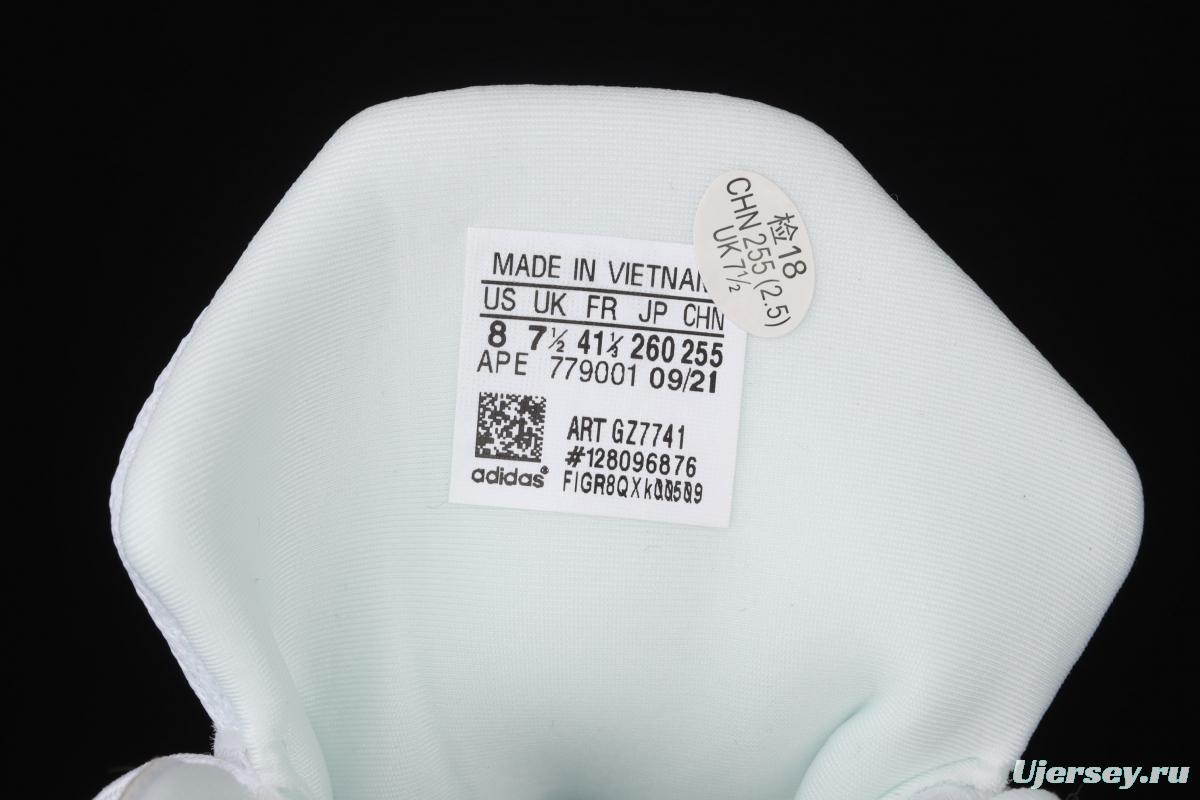 MADE IN VIETNAM
US UK FR JP CHN
8 7½ 41⅓ 260 255
APE 779001 09/21
ART GZ7741
#128096876
adidas®
检18
CHN 255(2.5)
UK 7½
Ujersey.ru